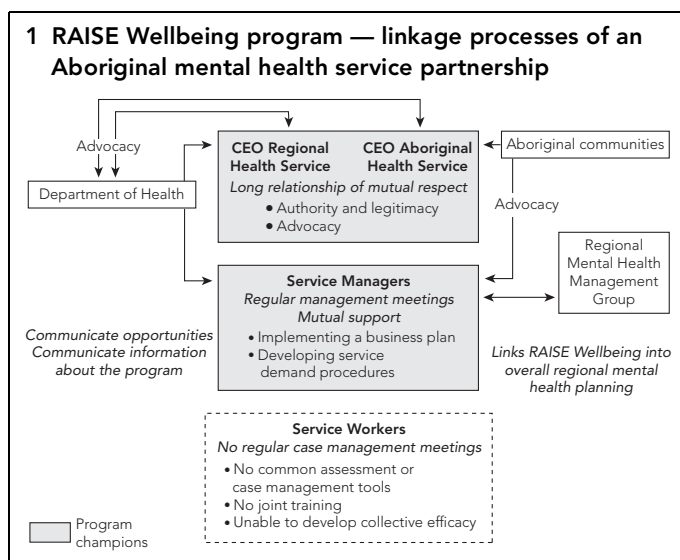 1 RAISE Wellbeing program — linkage processes of an
Aboriginal mental health service partnership
Advocacy
Department of Health
CEO Regional
Health Service
CEO Aboriginal
Health Service
Long relationship of mutual respect
• Authority and legitimacy
• Advocacy
Aboriginal communities
Advocacy
Regional
Mental Health
Management
Group
Service Managers
Regular management meetings
Mutual support
• Implementing a business plan
• Developing service
demand procedures
Communicate opportunities
Communicate information
about the program
Links RAISE Wellbeing into
overall regional mental
health planning
Service Workers
No regular case management meetings
• No common assessment or
case management tools
• No joint training
• Unable to develop collective efficacy
Program
champions